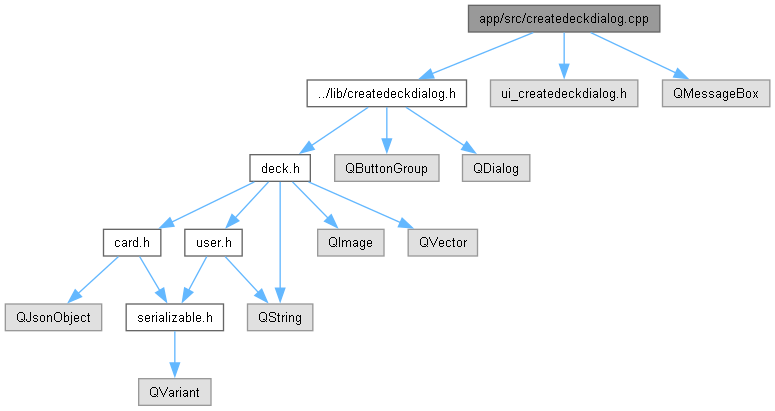 app/src/createdeckdialog.cpp
../lib/createdeckdialog.h
ui_createdeckdialog.h
QMessageBox
deck.h
QButtonGroup
QDialog
card.h
user.h
QImage
QVector
QJsonObject
serializable.h
QString
QVariant